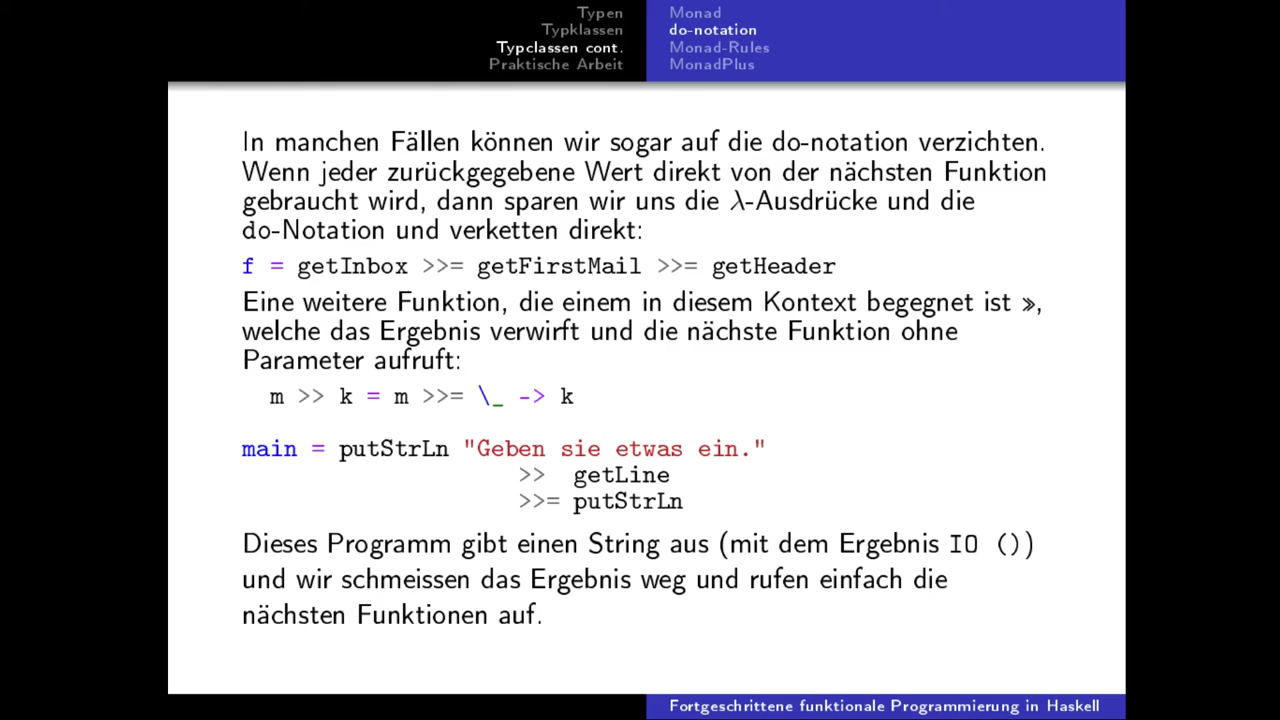 Typen
Typklassen
Typclassen cont.
Praktische Arbeit
Monad
do-notation
Monad-Rules
MonadPlus
In manchen Fällen können wir sogar auf die do-notation verzichten.
Wenn jeder zurückgegebene Wert direkt von der nächsten Funktion
gebraucht wird, dann sparen wir uns die λ-Ausdrücke und die
do-Notation und verketten direkt:
f = getInbox >>= getFirstMail >>= getHeader
Eine weitere Funktion, die einem in diesem Kontext begegnet ist »,
welche das Ergebnis verwirft und die nächste Funktion ohne
Parameter aufruft:
m >> k = m >>= \_ -> k
main = putStrLn "Geben sie etwas ein."
>> getLine
>>= putStrLn
Dieses Programm gibt einen String aus (mit dem Ergebnis IO ())
und wir schmeissen das Ergebnis weg und rufen einfach die
nächsten Funktionen auf.
Fortgeschrittene funktionale Programmierung in Haskell